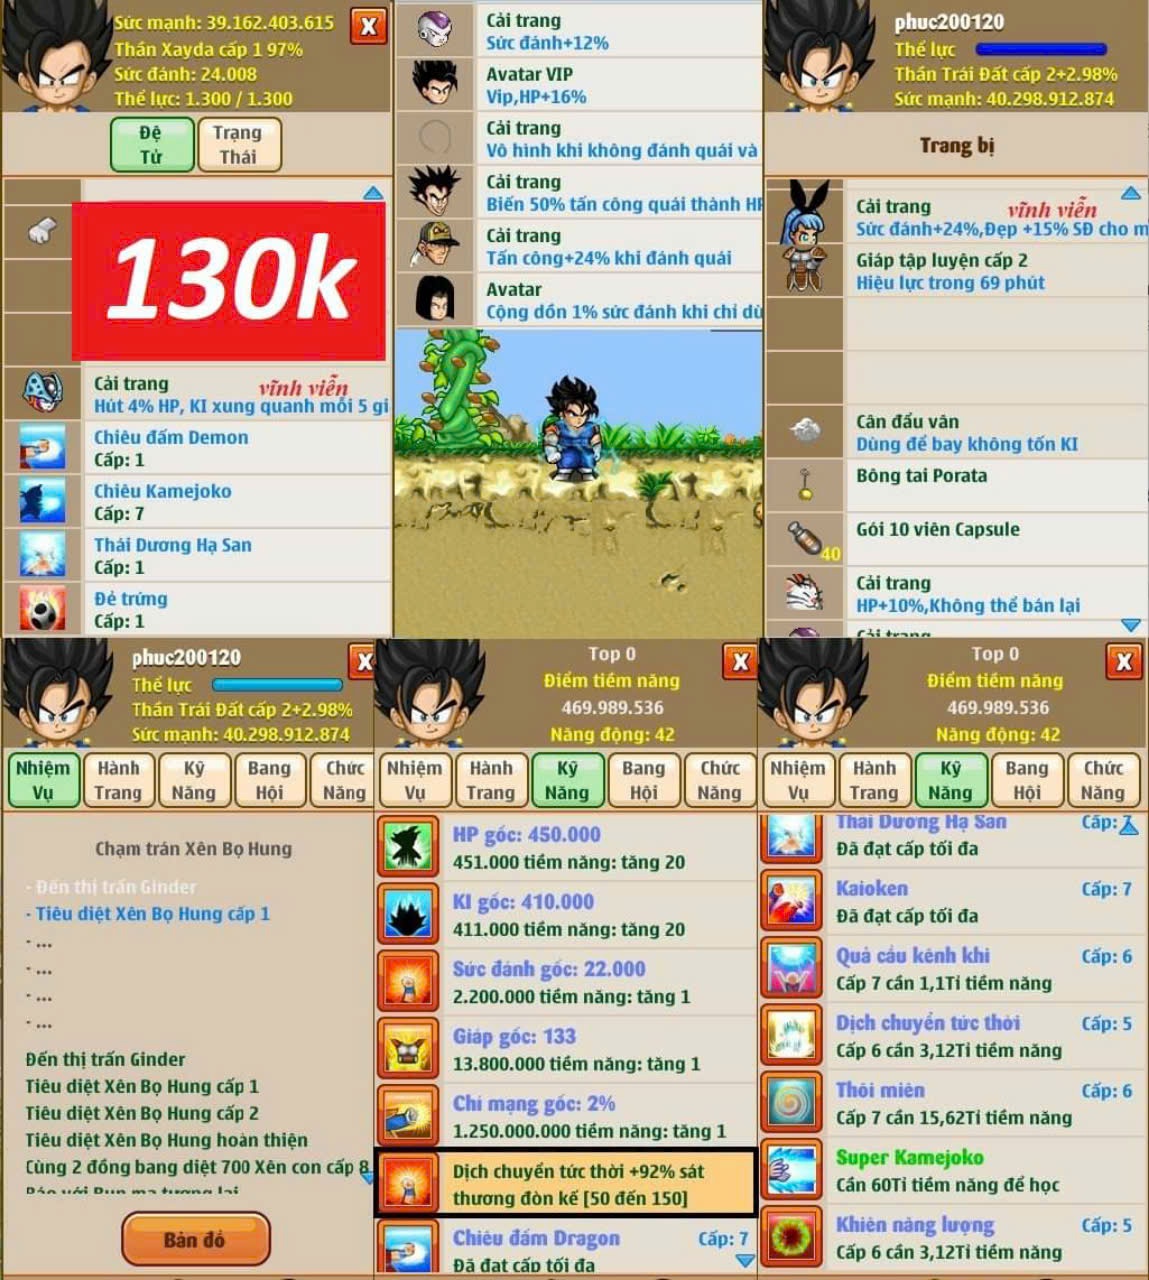 Sức mạnh: 39.162.403.615
Thần Xayda cấp 1 97%
Sức đánh: 24.008
Thể lực: 1.300 / 1.300
X
Đệ
Tử
Trạng
Thái
130k
Cải trang
vĩnh viễn
Hút 4% HP, KI xung quanh mỗi 5 gi
Chiêu đấm Demon
Cấp: 1
Chiêu Kamejoko
Cấp: 7
Thái Dương Hạ San
Cấp: 1
Đẻ trứng
Cấp: 1
Cải trang
Sức đánh+12%
Avatar VIP
Vip,HP+16%
Cải trang
Vô hình khi không đánh quái và
Cải trang
Biến 50% tấn công quái thành HP
Cải trang
Tấn công+24% khi đánh quái
Avatar
Cộng dồn 1% sức đánh khi chỉ dù
phuc200120
Thể lực
Thần Trái Đất cấp 2+2.98%
Sức mạnh: 40.298.912.874
Trang bị
Cải trang
vĩnh viễn
Sức đánh+24%,Đẹp +15% SĐ cho m
Giáp tập luyện cấp 2
Hiệu lực trong 69 phút
Cân đẩu vân
Dùng để bay không tốn KI
Bông tai Porata
Gói 10 viên Capsule
40
Cải trang
HP+10%,Không thể bán lại
Cải trang
phuc200120
X
Thể lực
Thần Trái Đất cấp 2+2.98%
Sức mạnh: 40.298.912.874
Nhiệm
Vụ
Hành
Trang
Kỹ
Năng
Bang
Hội
Chức
Năng
Chạm trán Xên Bọ Hung
- Đến thị trấn Ginder
- Tiêu diệt Xên Bọ Hung cấp 1
- ...
- ...
- ...
- ...
Đến thị trấn Ginder
Tiêu diệt Xên Bọ Hung cấp 1
Tiêu diệt Xên Bọ Hung cấp 2
Tiêu diệt Xên Bọ Hung hoàn thiện
Cùng 2 đồng bang diệt 700 Xên con cấp 8
Báo với Bun ma tương lai
Bản đồ
Top 0
X
Điểm tiềm năng
469.989.536
Năng động: 42
Nhiệm
Vụ
Hành
Trang
Kỹ
Năng
Bang
Hội
Chức
Năng
HP gốc: 450.000
451.000 tiềm năng: tăng 20
KI gốc: 410.000
411.000 tiềm năng: tăng 20
Sức đánh gốc: 22.000
2.200.000 tiềm năng: tăng 1
Giáp gốc: 133
13.800.000 tiềm năng: tăng 1
Chí mạng gốc: 2%
1.250.000.000 tiềm năng: tăng 1
Dịch chuyển tức thời +92% sát
thương đòn kế [50 đến 150]
Chiêu đấm Dragon
Cấp: 7
Đã đạt cấp tối đa
Top 0
X
Điểm tiềm năng
469.989.536
Năng động: 42
Nhiệm
Vụ
Hành
Trang
Kỹ
Năng
Bang
Hội
Chức
Năng
Thái Dương Hạ San
Cấp: 7
Đã đạt cấp tối đa
Kaioken
Cấp: 7
Đã đạt cấp tối đa
Quả cầu kênh khi
Cấp: 6
Cấp 7 cần 1,1Tỉ tiềm năng
Dịch chuyển tức thời
Cấp: 5
Cấp 6 cần 3,12Tỉ tiềm năng
Thôi miên
Cấp: 6
Cấp 7 cần 15,62Tỉ tiềm năng
Super Kamejoko
Cần 60Tỉ tiềm năng để học
Khiên năng lượng
Cấp: 5
Cấp 6 cần 3,12Tỉ tiềm năng